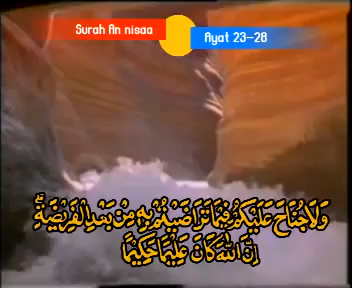 Surah An nisaa
Ayat 23-28
وَلَا جُنَاحَ عَلَيْكُمْ فِيمَا تَرَاضَيْتُمْ بِهِ مِنْ بَعْدِ الْفَرِيضَةِ ۚ
إِنَّ اللَّهَ كَانَ عَلِيمًا حَكِيمًا